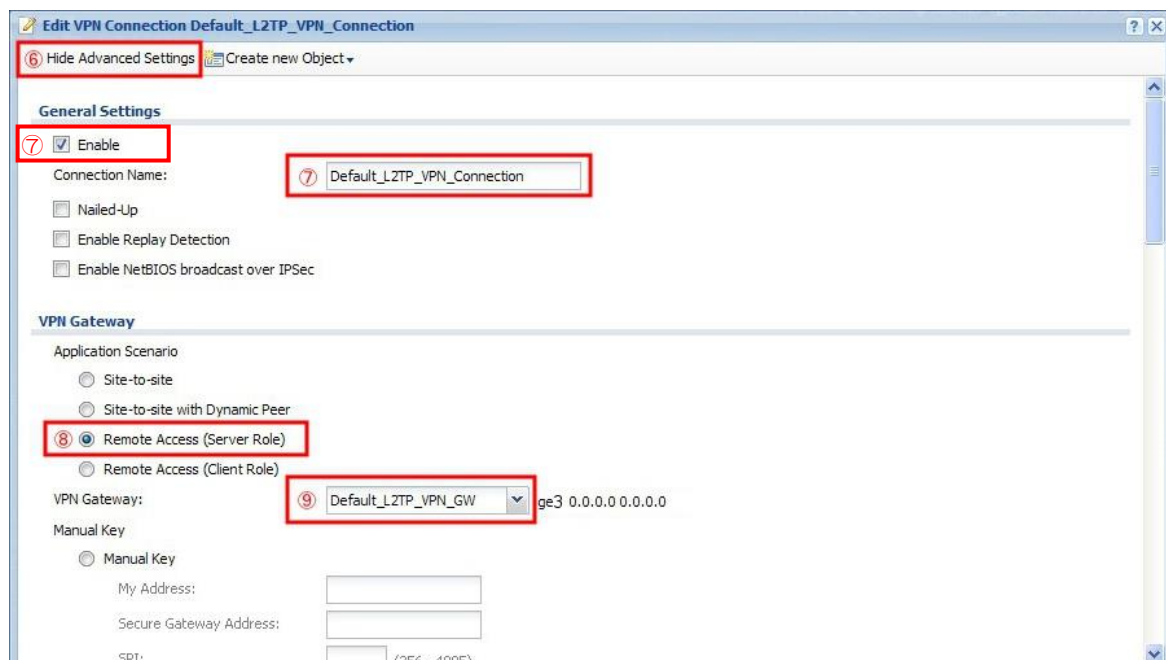 Edit VPN Connection Default_L2TP_VPN_Connection
⑥ Hide Advanced Settings Create new Object
General Settings
⑦ Enable
Connection Name: ⑦ Default_L2TP_VPN_Connection
Nailed-Up
Enable Replay Detection
Enable NetBIOS broadcast over IPSec
VPN Gateway
Application Scenario
Site-to-site
Site-to-site with Dynamic Peer
⑧ Remote Access (Server Role)
Remote Access (Client Role)
VPN Gateway: ⑨ Default_L2TP_VPN_GW ge3 0.0.0.0 0.0.0.0
Manual Key
Manual Key
My Address:
Secure Gateway Address:
SPI: (256 - 4095)